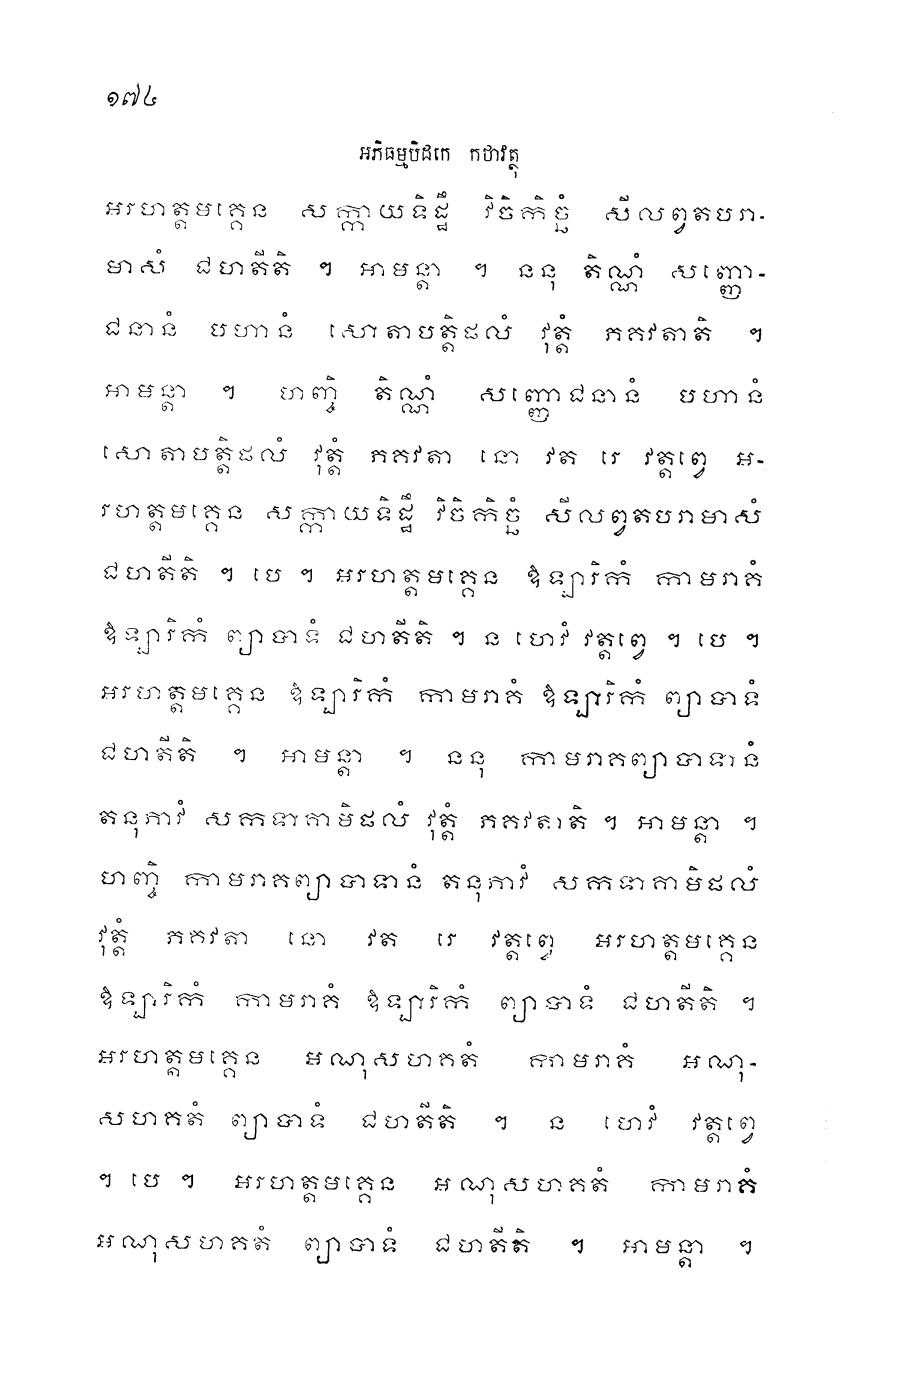 ១៧៤
អភិធម្មបិដកេ កថាវត្ថុ
អរហត្តមគ្គេន សក្កាយទិដ្ឋឹ វិចិកិច្ឆំ សីលព្វតបរា-
មាសំ ជហតីតិ ។ អាមន្តា ។ ននុ តិណ្ណំ សញ្ញោ-
ជនានំ បហានំ សោតាបត្តិផលំ វុត្តំ ភគវតាតិ ។
អាមន្តា ។ ហញ្ចិ តិណ្ណំ សញ្ញោជនានំ បហានំ
សោតាបត្តិផលំ វុត្តំ ភគវតា នោ វត រេ វត្តព្វេ អ-
រហត្តមគ្គេន សក្កាយទិដ្ឋឹ វិចិកិច្ឆំ សីលព្វតបរាមាសំ
ជហតីតិ ។ បេ ។ អរហត្តមគ្គេន ឱឡារិកំ កាមរាគំ
ឱឡារិកំ ព្យាបាទំ ជហតីតិ ។ ន ហេវំ វត្តព្វេ ។ បេ ។
អរហត្តមគ្គេន ឱឡារិកំ កាមរាគំ ឱឡារិកំ ព្យាបាទំ
ជហតីតិ ។ អាមន្តា ។ ននុ កាមរាគព្យាបាទានំ
តនុភាវំ សកទាគាមិផលំ វុត្តំ ភគវតាតិ ។ អាមន្តា ។
ហញ្ចិ កាមរាគព្យាបាទានំ តនុភាវំ សកទាគាមិផលំ
វុត្តំ ភគវតា នោ វត រេ វត្តព្វេ អរហត្តមគ្គេន
ឱឡារិកំ កាមរាគំ ឱឡារិកំ ព្យាបាទំ ជហតីតិ ។
អរហត្តមគ្គេន អណុសហគតំ កាមរាគំ អណុ-
សហគតំ ព្យាបាទំ ជហតីតិ ។ ន ហេវំ វត្តព្វេ
។ បេ ។ អរហត្តមគ្គេន អណុសហគតំ កាមរាគំ
អណុសហគតំ ព្យាបាទំ ជហតីតិ ។ អាមន្តា ។